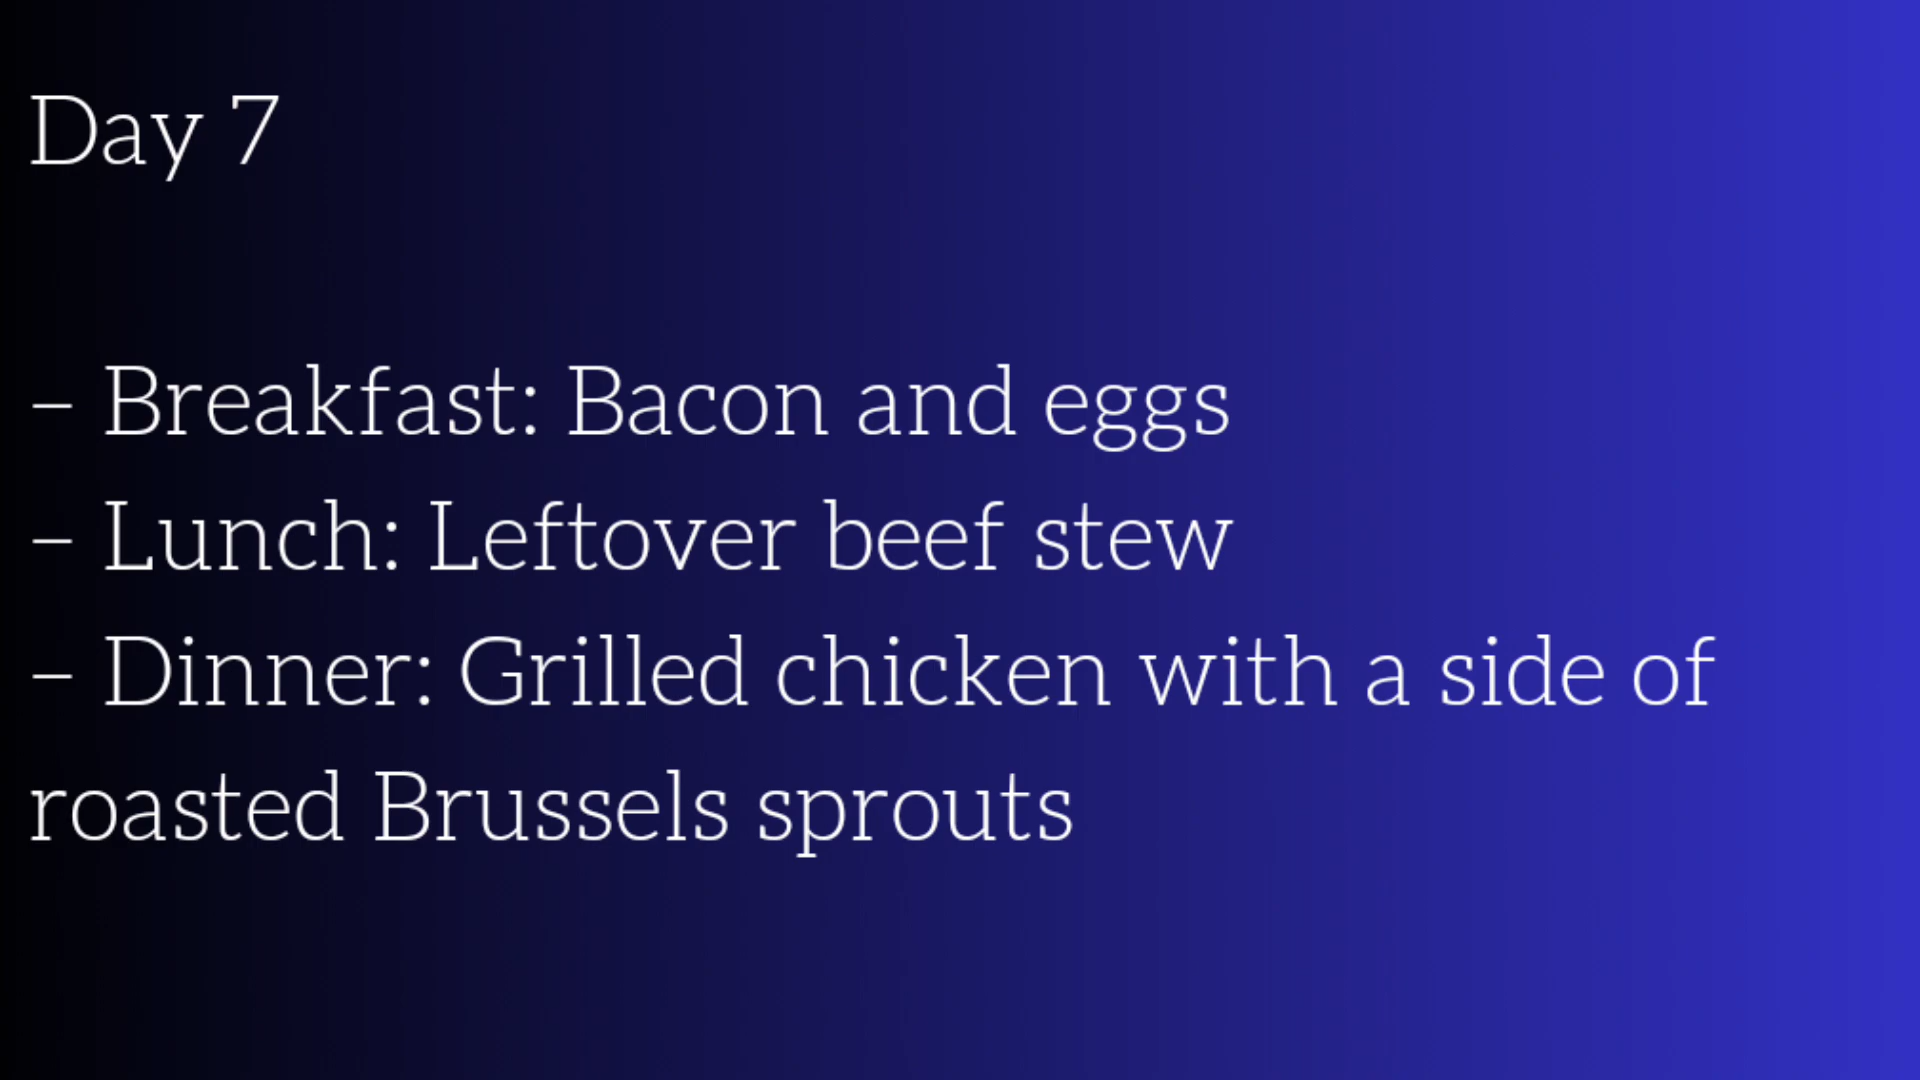 Day 7
– Breakfast: Bacon and eggs
– Lunch: Leftover beef stew
– Dinner: Grilled chicken with a side of
roasted Brussels sprouts